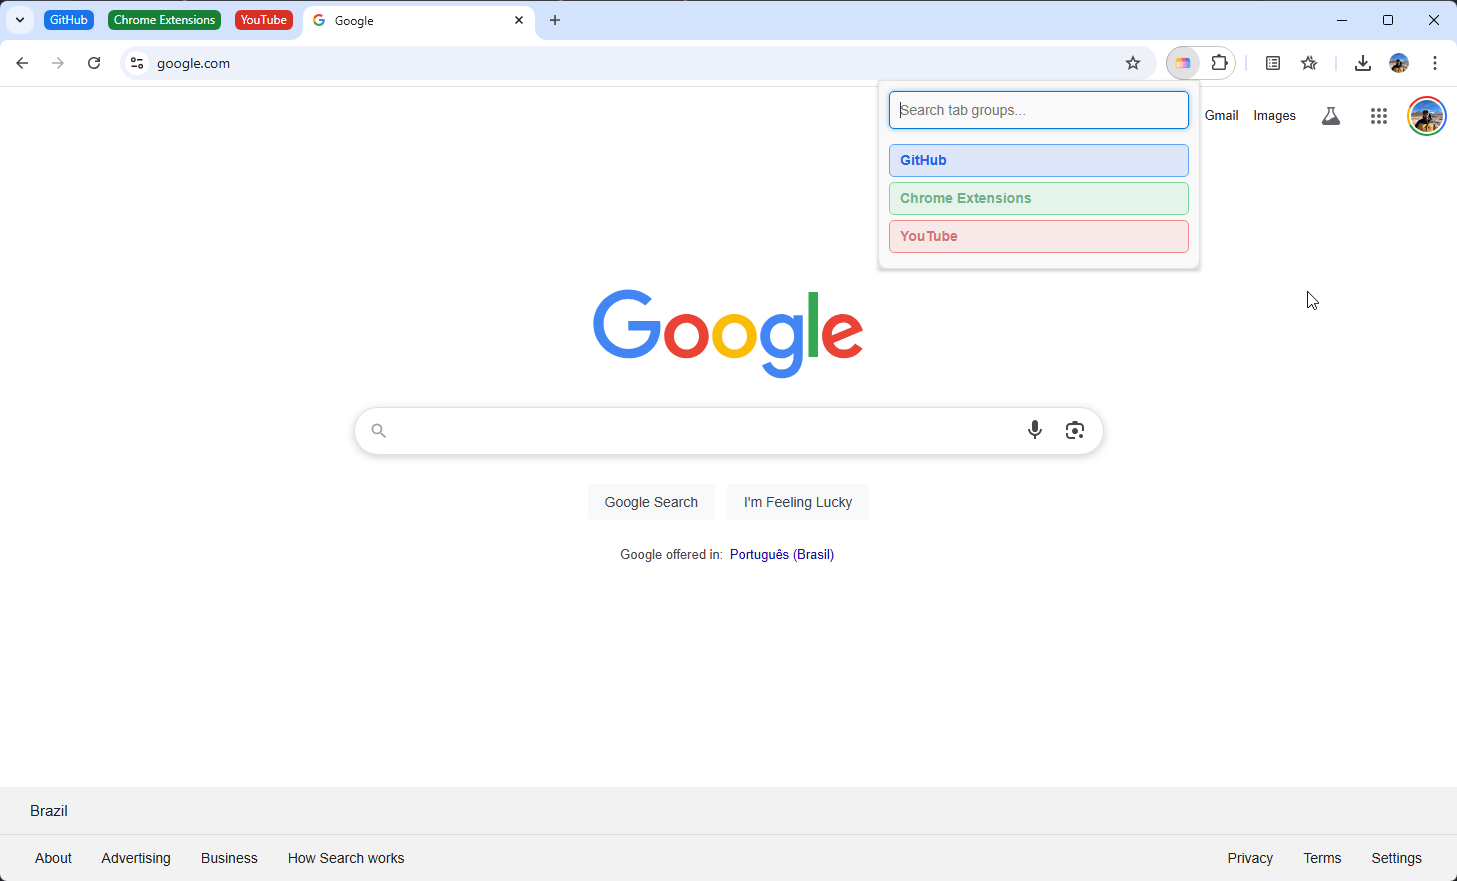 GitHub Chrome Extensions YouTube Google
google.com
Search tab groups...
Gmail Images
GitHub
Chrome Extensions
YouTube
Google
Google Search I'm Feeling Lucky
Google offered in: Português (Brasil)
Brazil
About Advertising Business How Search works Privacy Terms Settings